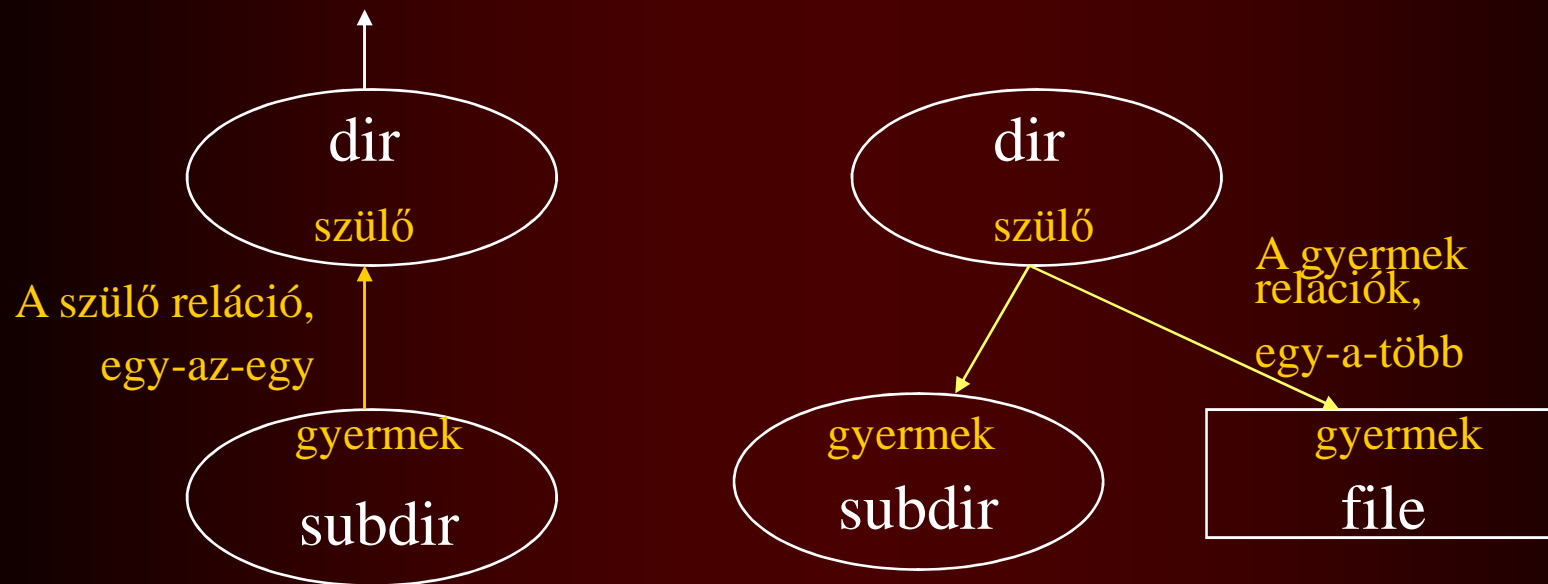 dir
szülő
A szülő reláció,
egy-az-egy
gyermek
subdir
dir
szülő
A gyermek
relációk,
egy-a-több
gyermek
subdir
gyermek
file